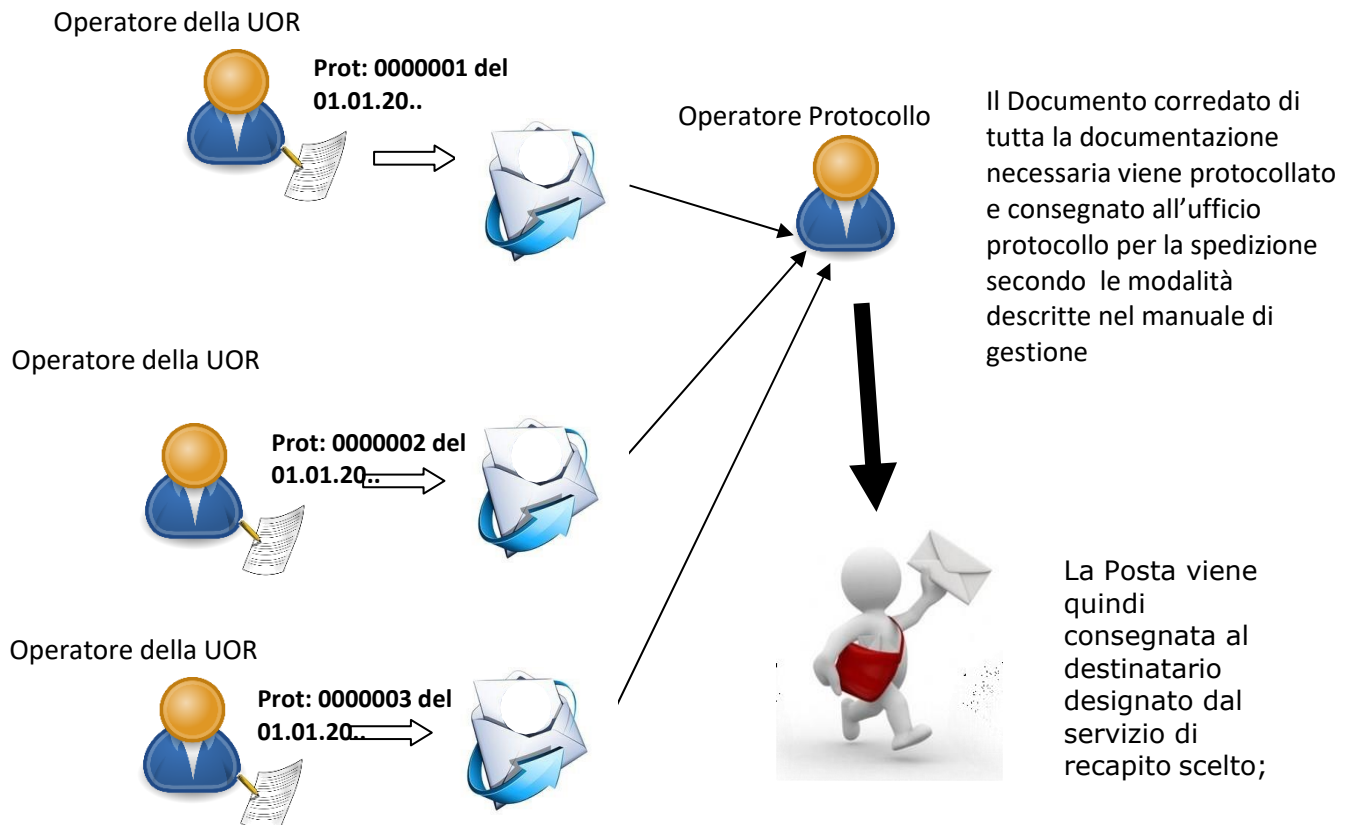 Operatore della UOR
Prot: 0000001 del
01.01.20..
Operatore Protocollo
Il Documento corredato di
tutta la documentazione
necessaria viene protocollato
e consegnato all’ufficio
protocollo per la spedizione
secondo le modalità
descritte nel manuale di
gestione
Operatore della UOR
Prot: 0000002 del
01.01.20..
La Posta viene
quindi
consegnata al
destinatario
designato dal
servizio di
recapito scelto;
Operatore della UOR
Prot: 0000003 del
01.01.20..